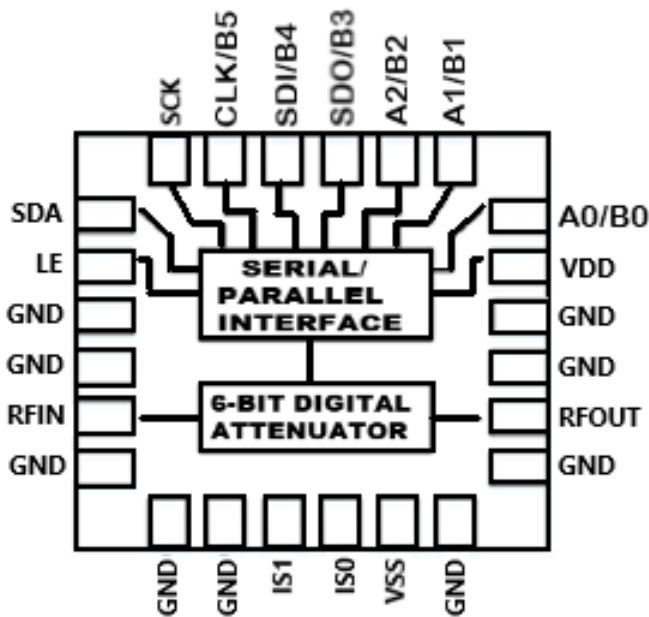 SCK
CLK/B5
SDI/B4
SDO/B3
A2/B2
A1/B1
SDA
A0/B0
LE
VDD
SERIAL/
PARALLEL
INTERFACE
GND
GND
GND
GND
RFIN
6-BIT DIGITAL
ATTENUATOR
RFOUT
GND
GND
GND
GND
IS1
IS0
VSS
GND